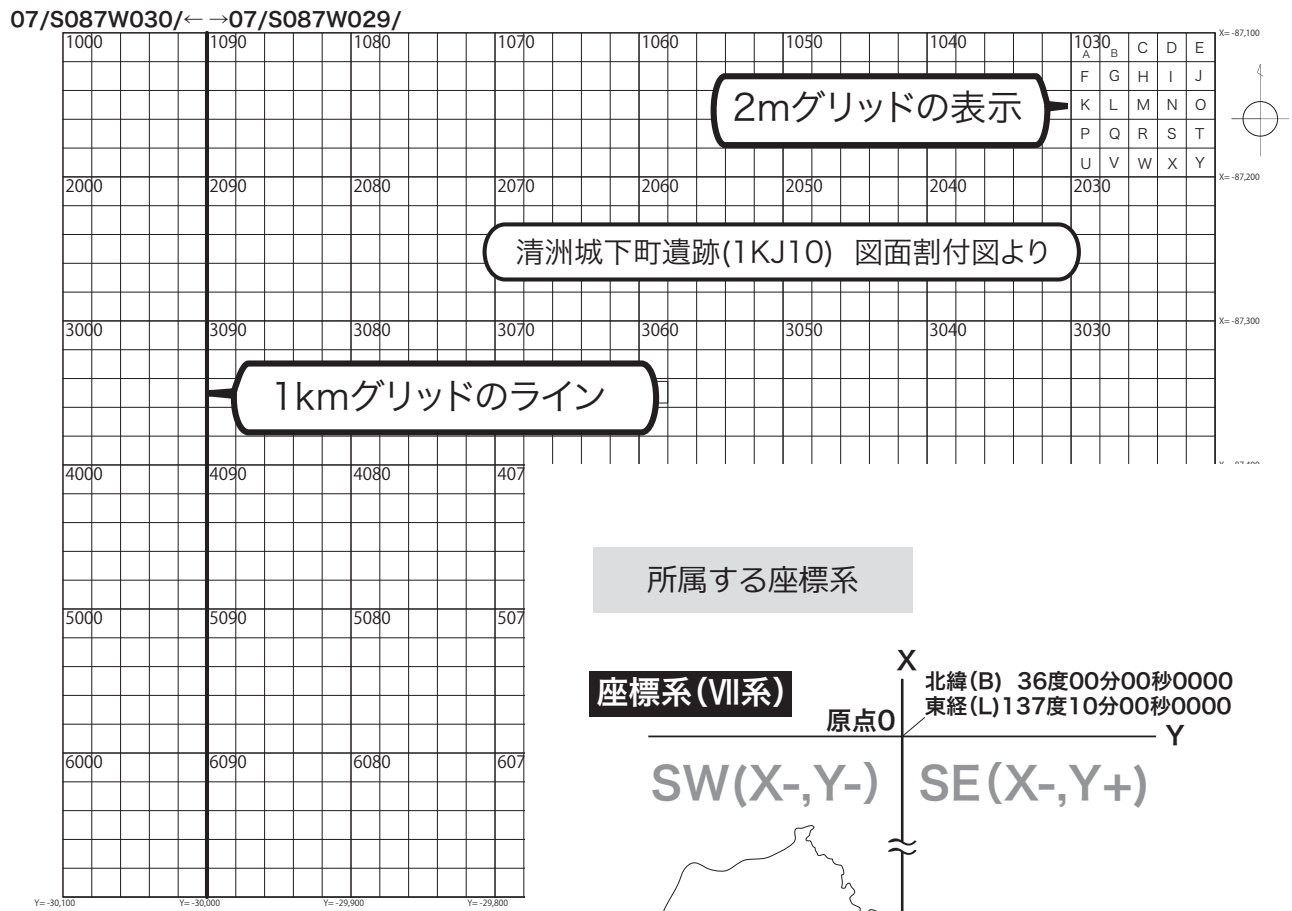 07/S087W030/← →07/S087W029/
1000 1090 1080 1070 1060 1050 1040 1030 X= -87,100
A B C D E
F G H I J
2mグリッドの表示 K L M N O
P Q R S T
U V W X Y
2000 2090 2080 2070 2060 2050 2040 2030 X= -87,200
清洲城下町遺跡(1KJ10) 図面割付図より
3000 3090 3080 3070 3060 3050 3040 3030 X= -87,300
1kmグリッドのライン
4000 4090 4080 407
所属する座標系
5000 5090 5080 507
座標系(Ⅶ系)
X
北緯(B) 36度00分00秒0000
東経(L)137度10分00秒0000
原点0
Y
6000 6090 6080 607
SW(X-,Y-) SE(X-,Y+)
Y= -30,100 Y= -30,000 Y= -29,900 Y= -29,800